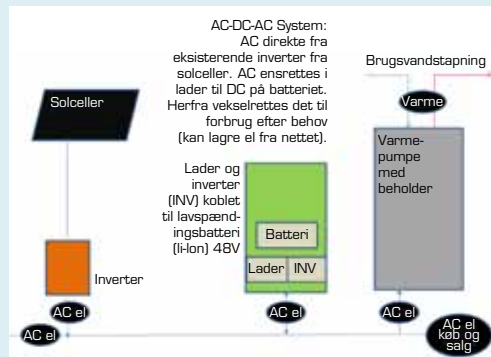 AC-DC-AC System:
AC direkte fra
eksisterende inverter fra
solceller. AC ensrettes i
lader til DC på batteriet.
Herfra vekselrettes det til
forbrug efter behov
(kan lagre el fra nettet).
Brugsvandstapning
Solceller
Varme
Varme-
pumpe
med
beholder
Lader og
inverter
(INV) koblet
til lavspænd-
ingsbatteri
(li-Ion) 48V
Batteri
Lader INV
Inverter
AC el
AC el
AC el
AC el
AC el
køb og
salg